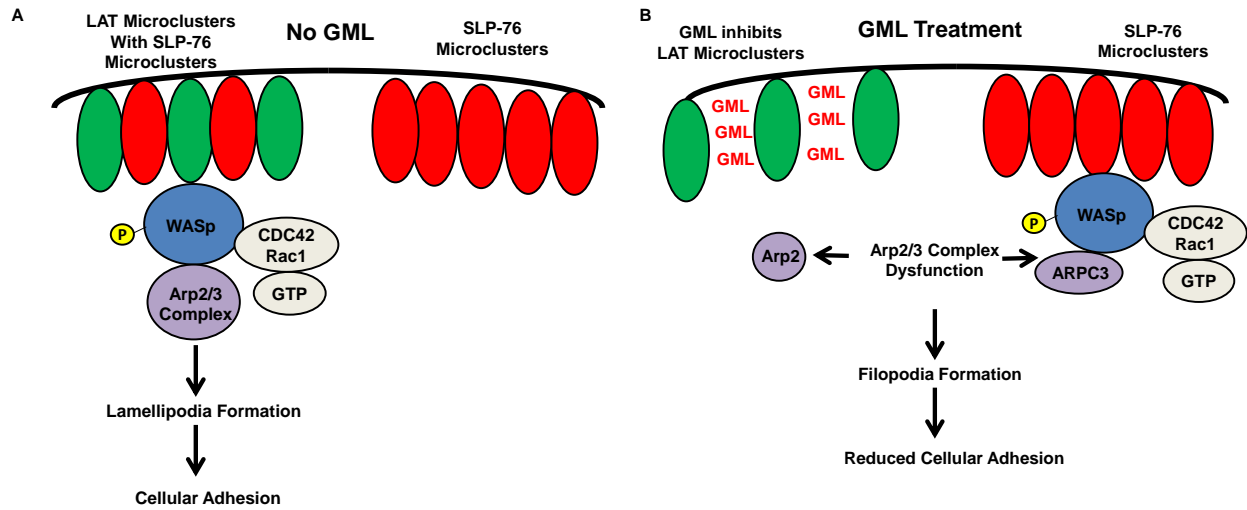 A
LAT Microclusters
With SLP-76
Microclusters
No GML
SLP-76
Microclusters
P
WASp
CDC42
Rac1
GTP
Arp2/3
Complex
Lamellipodia Formation
Cellular Adhesion
B
GML inhibits
LAT Microclusters
GML Treatment
SLP-76
Microclusters
GML
GML
GML
GML
GML
GML
P
WASp
CDC42
Rac1
GTP
Arp2
Arp2/3 Complex
Dysfunction
ARPC3
Filopodia Formation
Reduced Cellular Adhesion